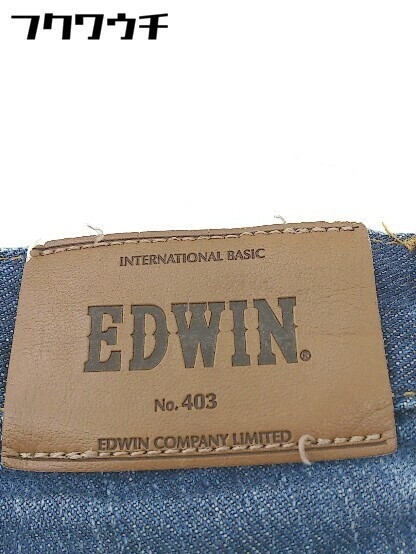 フクワウチ
INTERNATIONAL BASIC
EDWIN®
No. 403
EDWIN COMPANY LIMITED